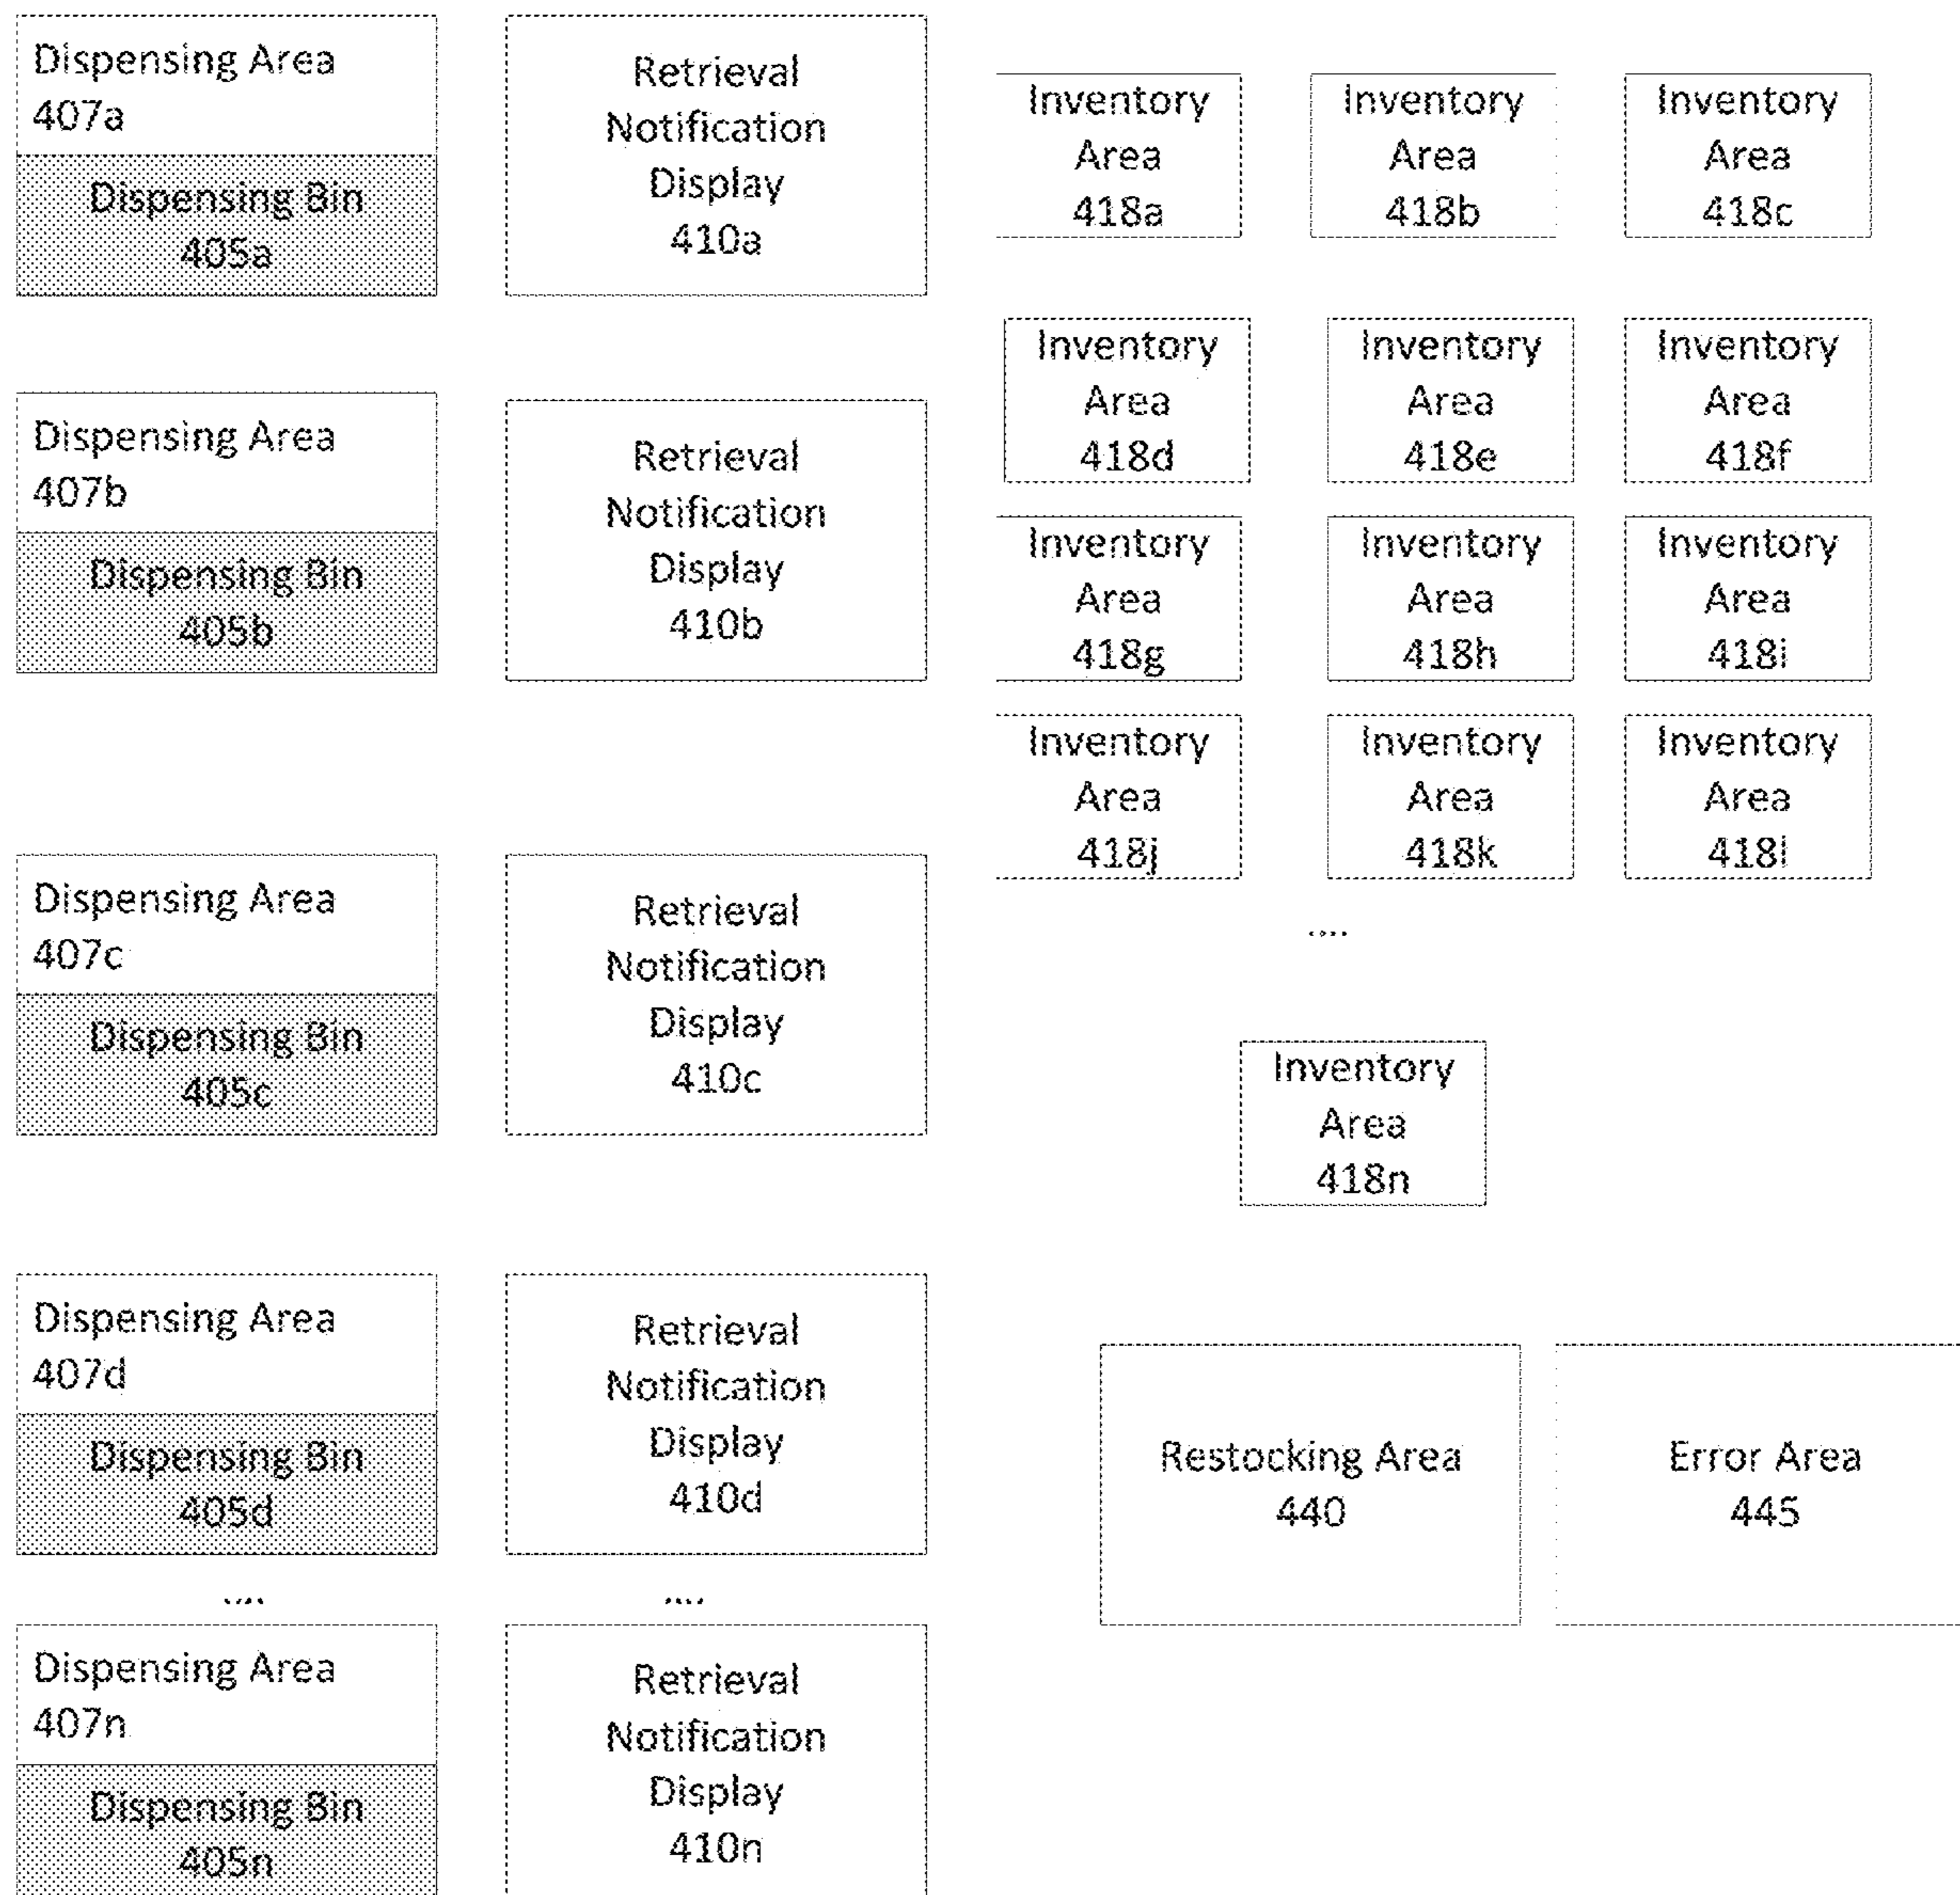 Dispensing Area
407a
Dispensing Bin
405a
Retrieval
Notification
Display
410a
Inventory
Area
418a
Inventory
Area
418b
Inventory
Area
418c
Inventory
Area
418d
Inventory
Area
418e
Inventory
Area
418f
Dispensing Area
407b
Dispensing Bin
405b
Retrieval
Notification
Display
410b
Inventory
Area
418g
Inventory
Area
418h
Inventory
Area
418i
Inventory
Area
418j
Inventory
Area
418k
Inventory
Area
418l
....
Dispensing Area
407c
Dispensing Bin
405c
Retrieval
Notification
Display
410c
Inventory
Area
418n
Dispensing Area
407d
Dispensing Bin
405d
Retrieval
Notification
Display
410d
Restocking Area
440
Error Area
445
....
....
Dispensing Area
407n
Dispensing Bin
405n
Retrieval
Notification
Display
410n